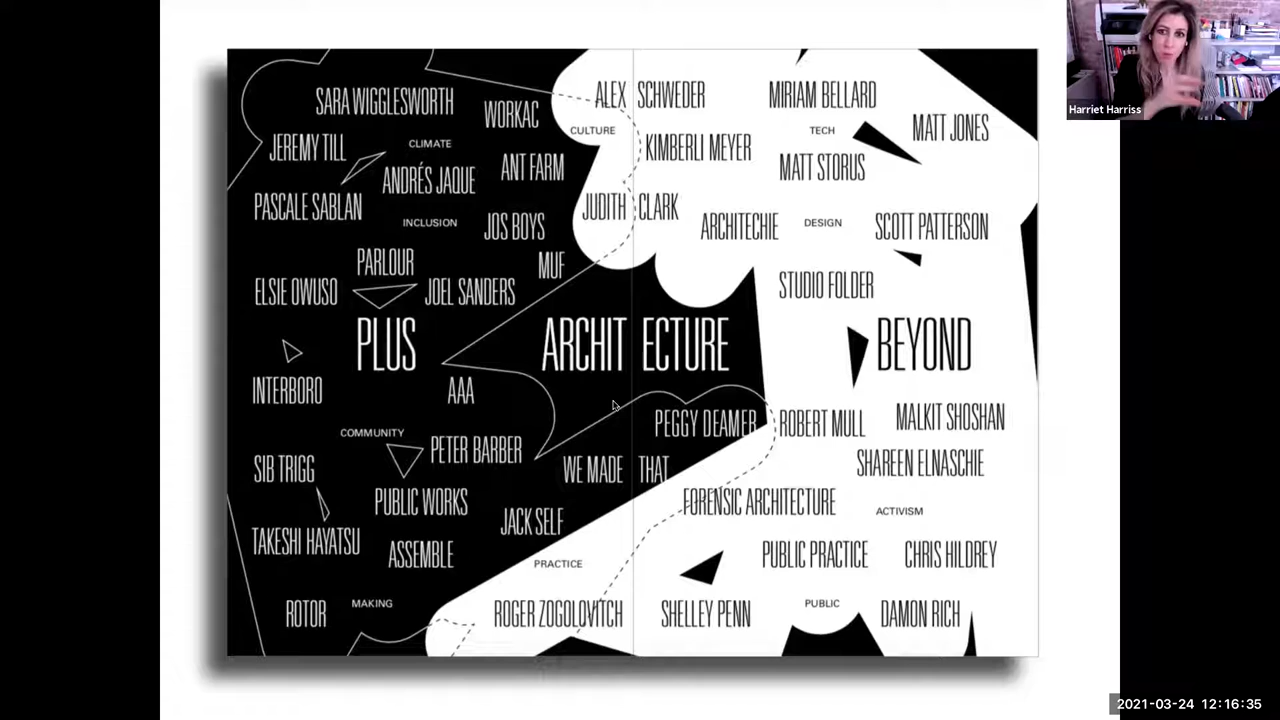 Harriet Harriss
SARA WIGGLESWORTH
WORKAC
ALEX SCHWEDER
MIRIAM BELLARD
MATT JONES
CULTURE
TECH
JEREMY TILL
CLIMATE
KIMBERLI MEYER
ANT FARM
MATT STORUS
ANDRÉS JAQUE
PASCALE SABLAN
JUDITH CLARK
INCLUSION
JOS BOYS
ARCHITECHIE
DESIGN
SCOTT PATTERSON
PARLOUR
MUF
ELSIE OWUSO
JOEL SANDERS
STUDIO FOLDER
PLUS
ARCHITECTURE
BEYOND
INTERBORO
AAA
PEGGY DEAMER
ROBERT MULL
MALKIT SHOSHAN
COMMUNITY
PETER BARBER
SIB TRIGG
WE MADE THAT
SHAREEN ELNASCHIE
PUBLIC WORKS
FORENSIC ARCHITECTURE
ACTIVISM
JACK SELF
TAKESHI HAYATSU
ASSEMBLE
PUBLIC PRACTICE
CHRIS HILDREY
PRACTICE
ROTOR
MAKING
ROGER ZOGOLOVITCH
SHELLEY PENN
PUBLIC
DAMON RICH
2021-03-24 12:16:35